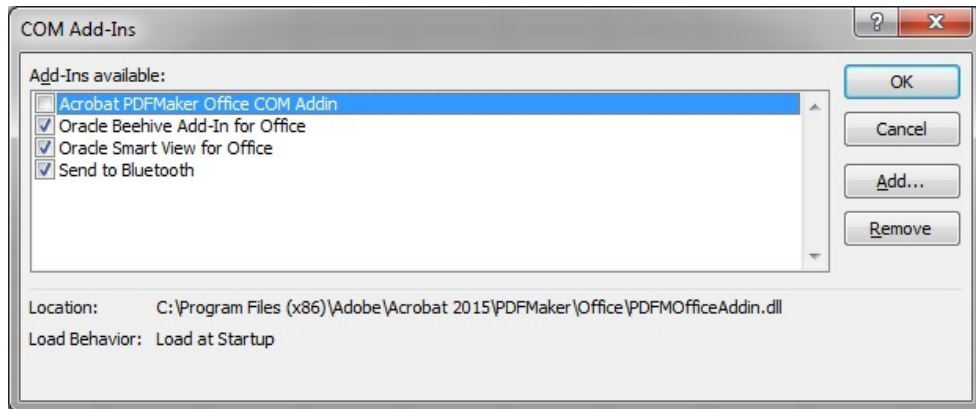 COM Add-Ins
?
Add-Ins available:
Acrobat PDFMaker Office COM Addin
Oracle Beehive Add-In for Office
Oracle Smart View for Office
Send to Bluetooth
OK
Cancel
Add...
Remove
Location: C:\Program Files (x86)\Adobe\Acrobat 2015\PDFMaker\Office\PDFMOfficeAddin.dll
Load Behavior: Load at Startup